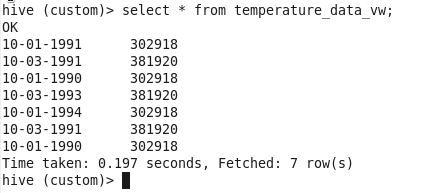 hive (custom)> select * from temperature_data_vw;
OK
10-01-1991	302918
10-03-1991	381920
10-01-1990	302918
10-03-1993	381920
10-01-1994	302918
10-03-1991	381920
10-01-1990	302918
Time taken: 0.197 seconds, Fetched: 7 row(s)
hive (custom)>